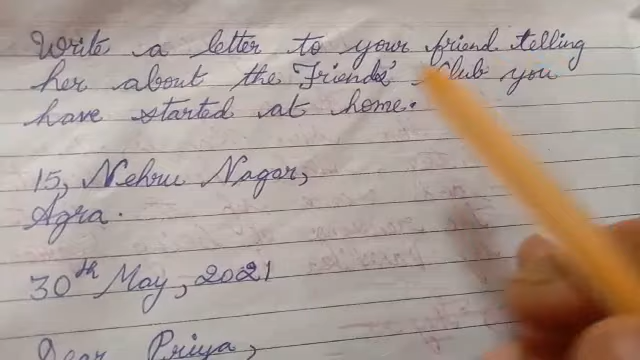 Write a letter to your friend telling
her about the "Friends' Club you
have started at home.
15, Nehru Nagar,
Agra.
30th May, 2021
Dear Priya,